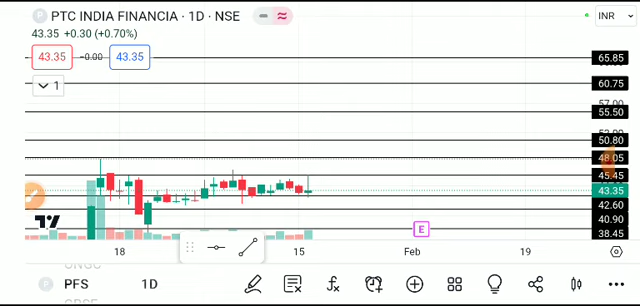 P PTC INDIA FINANCIA · 1D · NSE
INR
43.35 +0.30 (+0.70%)
43.35 -0.00 43.35
1
65.85
60.75
57.00
55.50
50.80
48.05
45.45
43.35
42.60
40.90
38.45
E
18 15 Feb 19
P PFS 1D